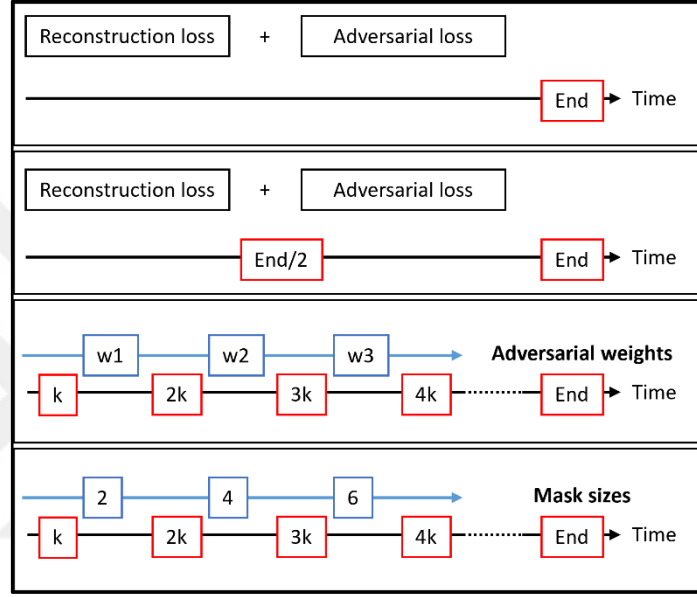 Reconstruction loss + Adversarial loss
End Time
Reconstruction loss + Adversarial loss
End/2 End Time
w1 w2 w3 Adversarial weights
k 2k 3k 4k End Time
2 4 6 Mask sizes
k 2k 3k 4k End Time